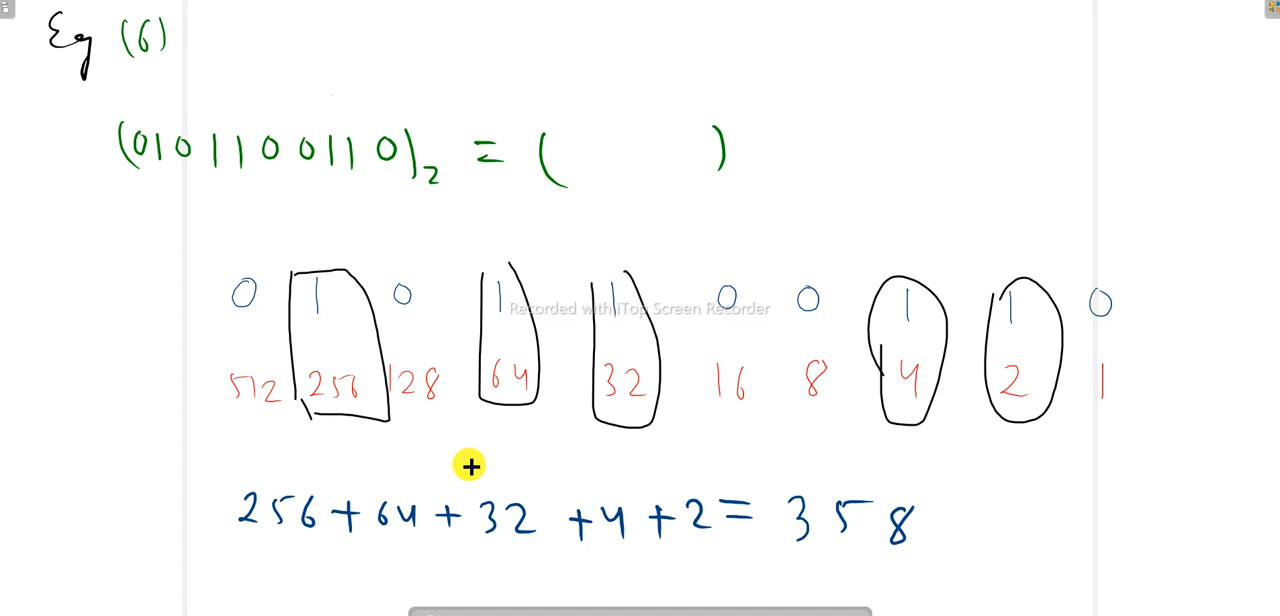 Eg (6)
(0101100110)₂ = ( )
0 1 0 1 1 0 0 1 1 0
Recorded with iTop Screen Recorder
512 256 128 64 32 16 8 4 2 1
256 + 64 + 32 + 4 + 2 = 358